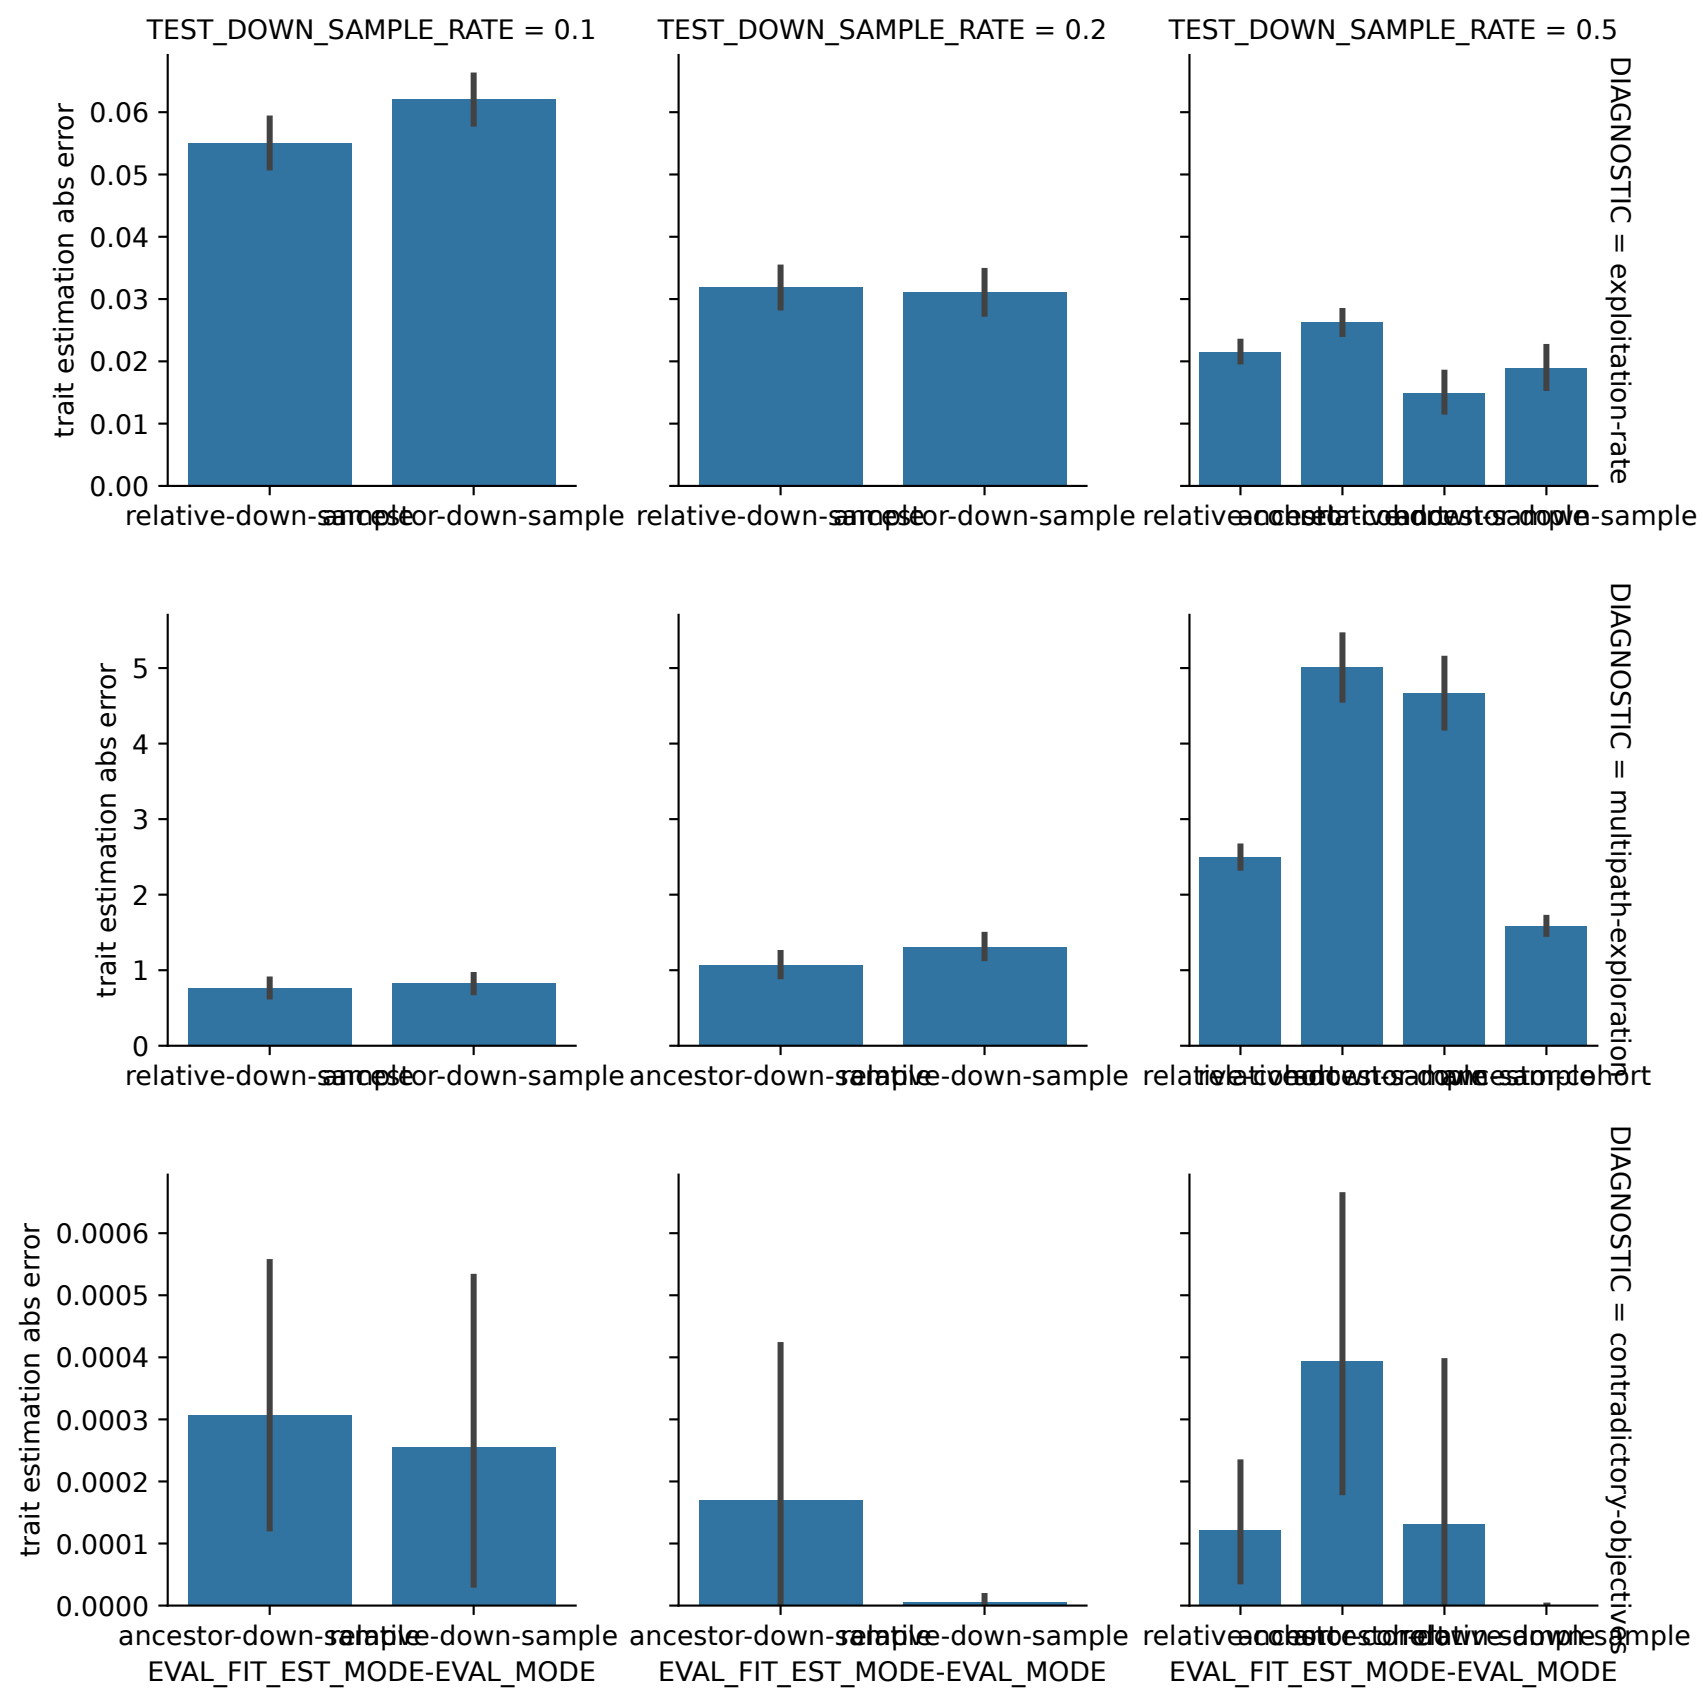 TEST_DOWN_SAMPLE_RATE = 0.1
TEST_DOWN_SAMPLE_RATE = 0.2
TEST_DOWN_SAMPLE_RATE = 0.5
trait estimation abs error
0.06
0.05
0.04
0.03
0.02
0.01
0.00
DIAGNOSTIC = exploitation-rate
relative-down-sample
ancestor-down-sample
relative-down-sample
ancestor-down-sample
trait estimation abs error
5
4
3
2
1
0
DIAGNOSTIC = multipath-exploration
relative-down-sample
ancestor-down-sample
ancestor-down-sample
relative-down-sample
trait estimation abs error
0.0006
0.0005
0.0004
0.0003
0.0002
0.0001
0.0000
DIAGNOSTIC = contradictory-objectives
ancestor-down-sample
relative-down-sample
ancestor-down-sample
relative-down-sample
EVAL_FIT_EST_MODE-EVAL_MODE
EVAL_FIT_EST_MODE-EVAL_MODE
EVAL_FIT_EST_MODE-EVAL_MODE